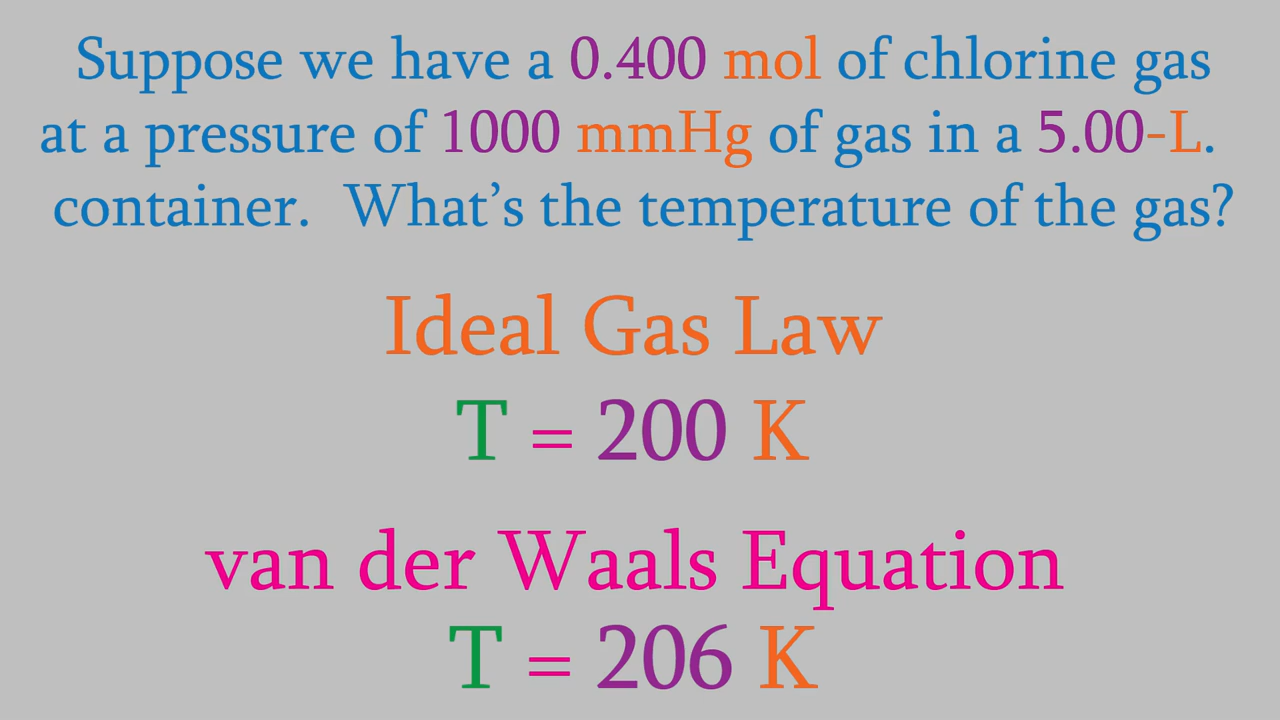 Suppose we have a 0.400 mol of chlorine gas
at a pressure of 1000 mmHg of gas in a 5.00-L.
container. What’s the temperature of the gas?
Ideal Gas Law
T = 200 K
van der Waals Equation
T = 206 K